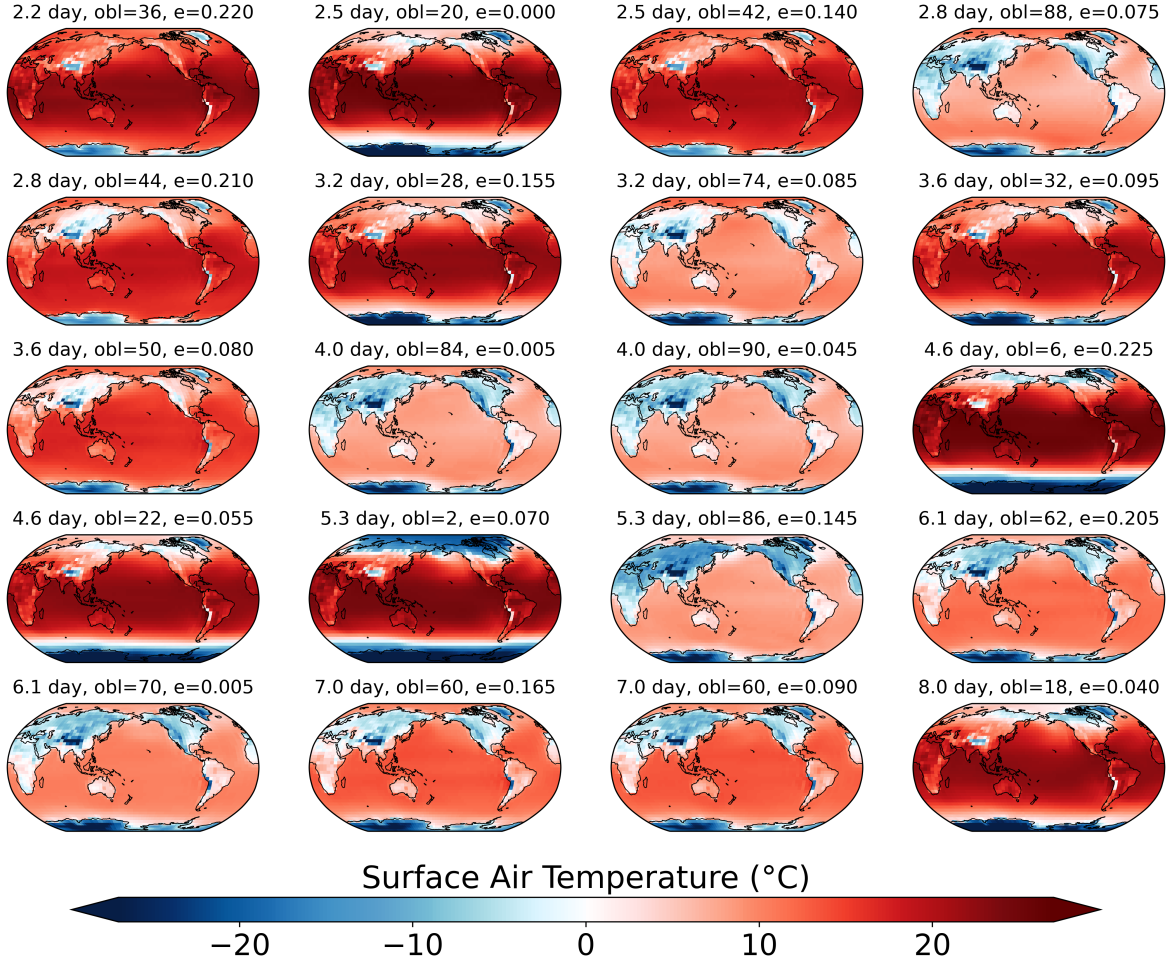 2.2 day, obl=36, e=0.220 2.5 day, obl=20, e=0.000 2.5 day, obl=42, e=0.140 2.8 day, obl=88, e=0.075
2.8 day, obl=44, e=0.210 3.2 day, obl=28, e=0.155 3.2 day, obl=74, e=0.085 3.6 day, obl=32, e=0.095
3.6 day, obl=50, e=0.080 4.0 day, obl=84, e=0.005 4.0 day, obl=90, e=0.045 4.6 day, obl=6, e=0.225
4.6 day, obl=22, e=0.055 5.3 day, obl=2, e=0.070 5.3 day, obl=86, e=0.145 6.1 day, obl=62, e=0.205
6.1 day, obl=70, e=0.005 7.0 day, obl=60, e=0.165 7.0 day, obl=60, e=0.090 8.0 day, obl=18, e=0.040
Surface Air Temperature (°C)
−20 −10 0 10 20